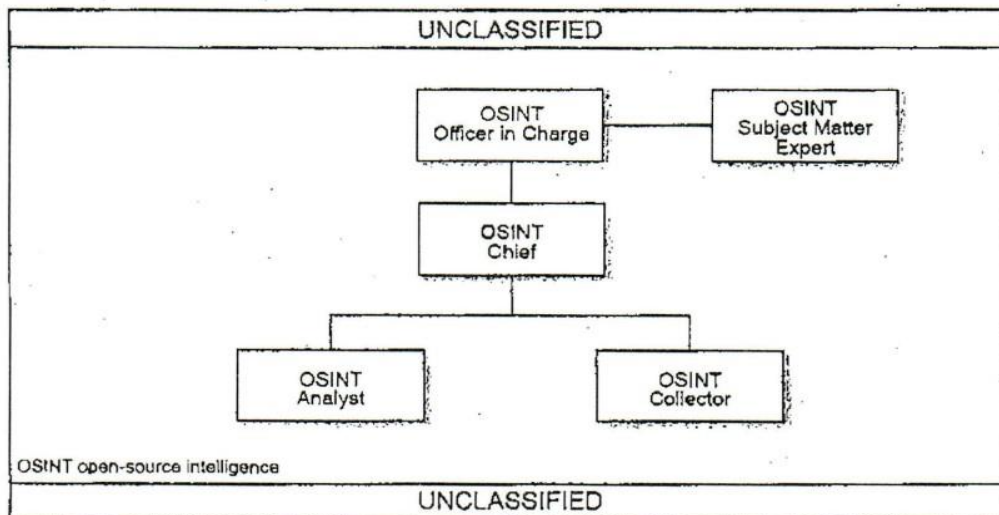 UNCLASSIFIED
OSINT
Officer in Charge
OSINT
Subject Matter
Expert
OSINT
Chief
OSINT
Analyst
OSINT
Collector
OSINT open-source intelligence
UNCLASSIFIED